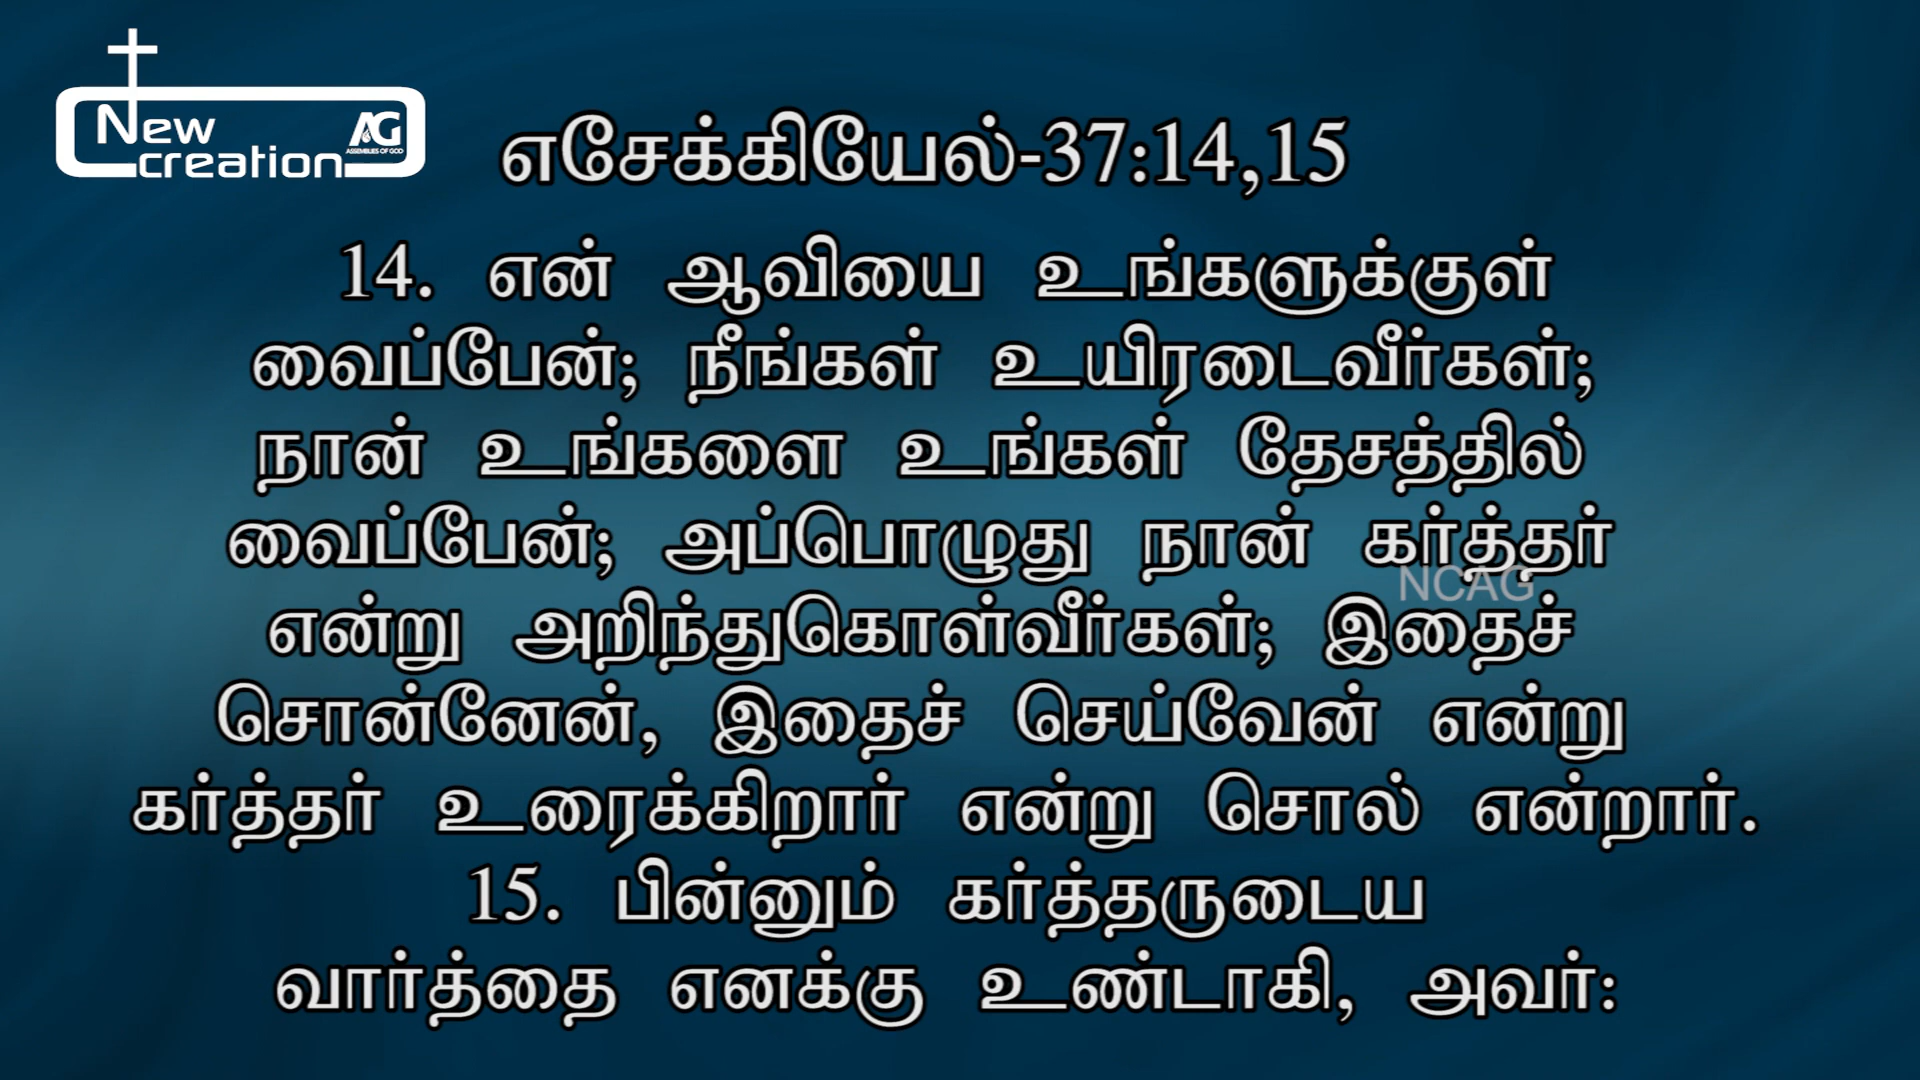 New
creation
AG
ASSEMBLIES OF GOD
எசேக்கியேல்-37:14,15
14. என் ஆவியை உங்களுக்குள்
வைப்பேன்; நீங்கள் உயிரடைவீர்கள்;
நான் உங்களை உங்கள் தேசத்தில்
வைப்பேன்; அப்பொழுது நான் கர்த்தர்
NCAG
என்று அறிந்துகொள்வீர்கள்; இதைச்
சொன்னேன், இதைச் செய்வேன் என்று
கர்த்தர் உரைக்கிறார் என்று சொல் என்றார்.
15. பின்னும் கர்த்தருடைய
வார்த்தை எனக்கு உண்டாகி, அவர்: